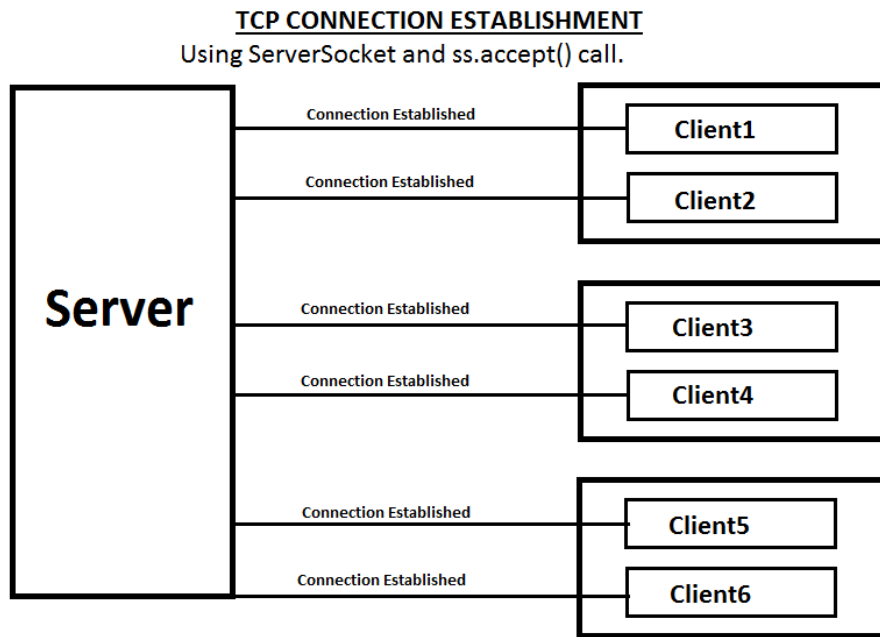 TCP CONNECTION ESTABLISHMENT
Using ServerSocket and ss.accept() call.
Connection Established
Client1
Connection Established
Client2
Server
Connection Established
Client3
Connection Established
Client4
Connection Established
Client5
Connection Established
Client6